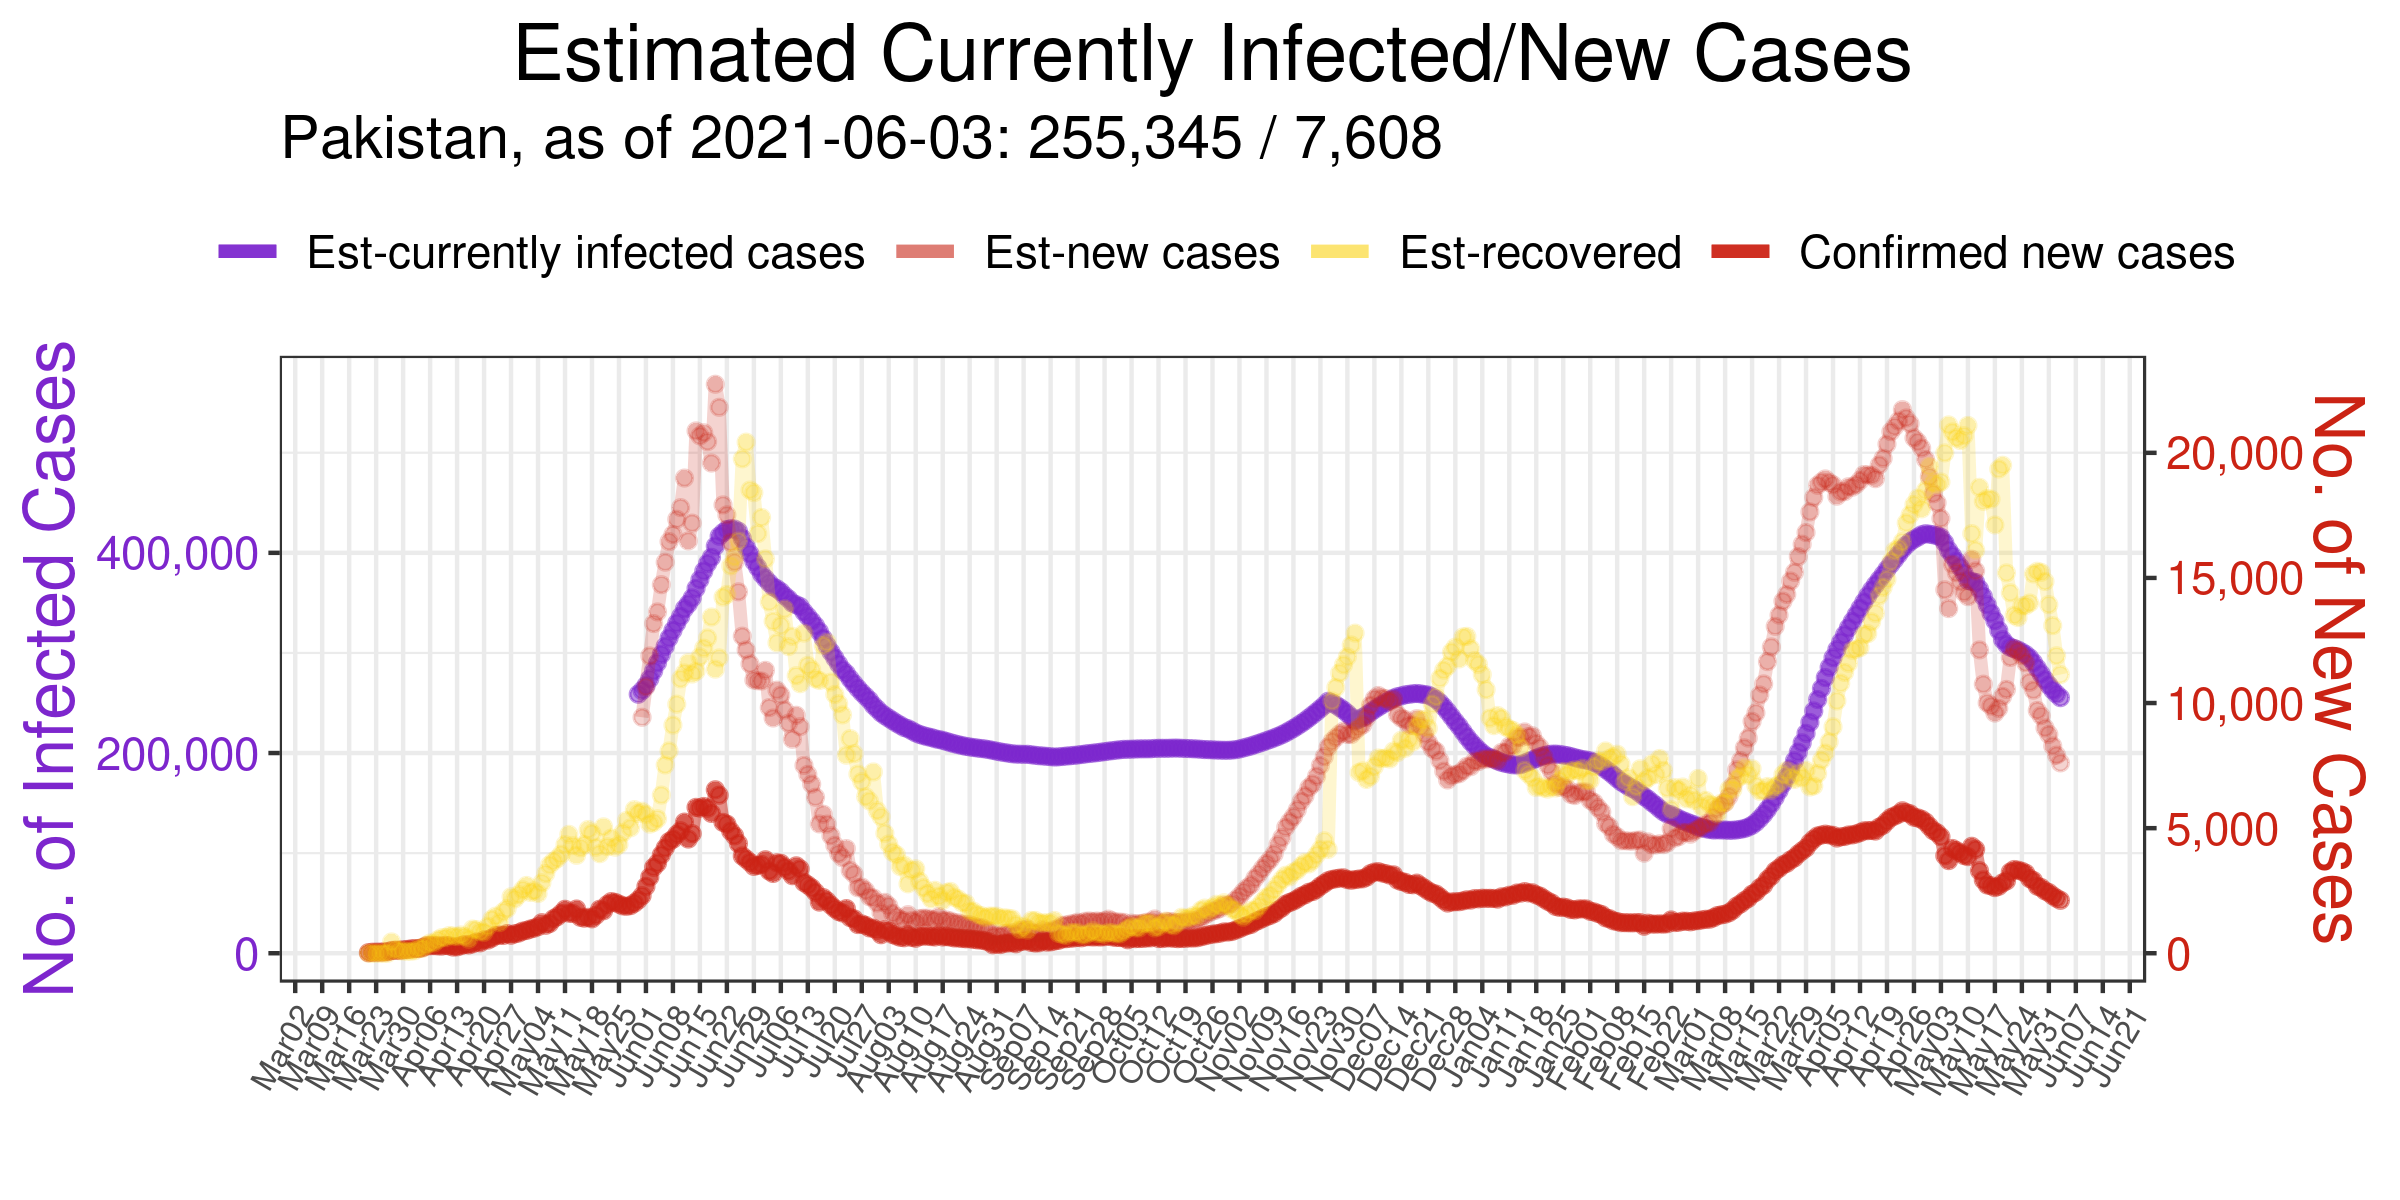 Estimated Currently Infected/New Cases
Pakistan, as of 2021-06-03: 255,345 / 7,608
Est-currently infected cases Est-new cases Est-recovered Confirmed new cases
No. of Infected Cases
400,000
200,000
0
20,000
15,000
10,000
5,000
0
No. of New Cases
Mar02 Mar09 Mar16 Mar23 Mar30 Apr06 Apr13 Apr20 Apr27 May04 May11 May18 May25 Jun01 Jun08 Jun15 Jun22 Jun29 Jul06 Jul13 Jul20 Jul27 Aug03 Aug10 Aug17 Aug24 Aug31 Sep07 Sep14 Sep21 Sep28 Oct05 Oct12 Oct19 Oct26 Nov02 Nov09 Nov16 Nov23 Nov30 Dec07 Dec14 Dec21 Dec28 Jan04 Jan11 Jan18 Jan25 Feb01 Feb08 Feb15 Feb22 Mar01 Mar08 Mar15 Mar22 Mar29 Apr05 Apr12 Apr19 Apr26 May03 May10 May17 May24 May31 Jun07 Jun14 Jun21